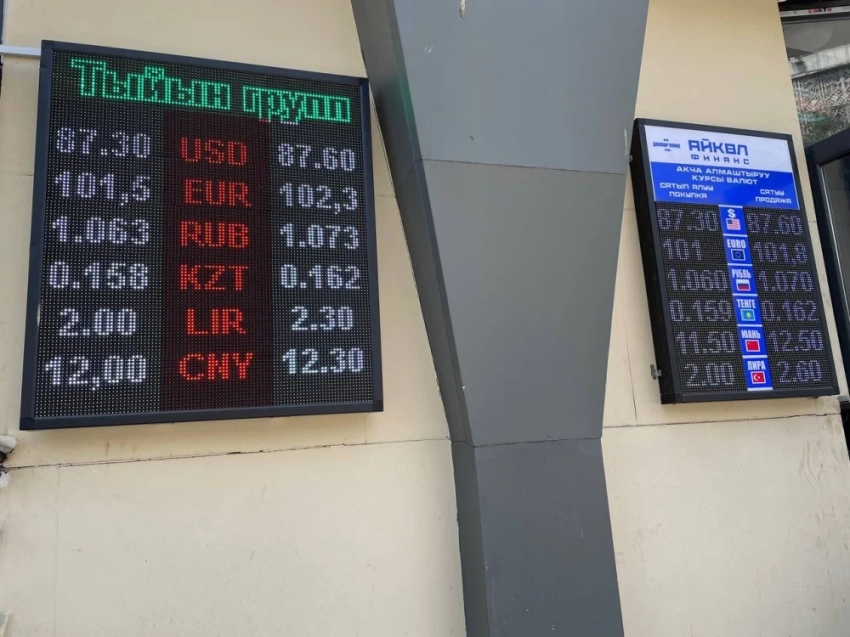 Тыйын групп
87.30 USD 87.60
101,5 EUR 102,3
1.063 RUB 1.073
0.158 KZT 0.162
2.00 LIR 2.30
12,00 CNY 12.30
АЙКӨЛ
ФИНАНС
АКЧА АЛМАШТЫРУУ
КУРСЫ ВАЛЮТ
САТЫП АЛУУ САТУУ
ПОКУПКА ПРОДАЖА
87.30 $ 87.60
101 EURO 101,8
1.060 РУБЛЬ 1.070
0.159 ТЕНГЕ 0.162
11.50 ЮАНЬ 12.50
2.00 ЛИРА 2.60